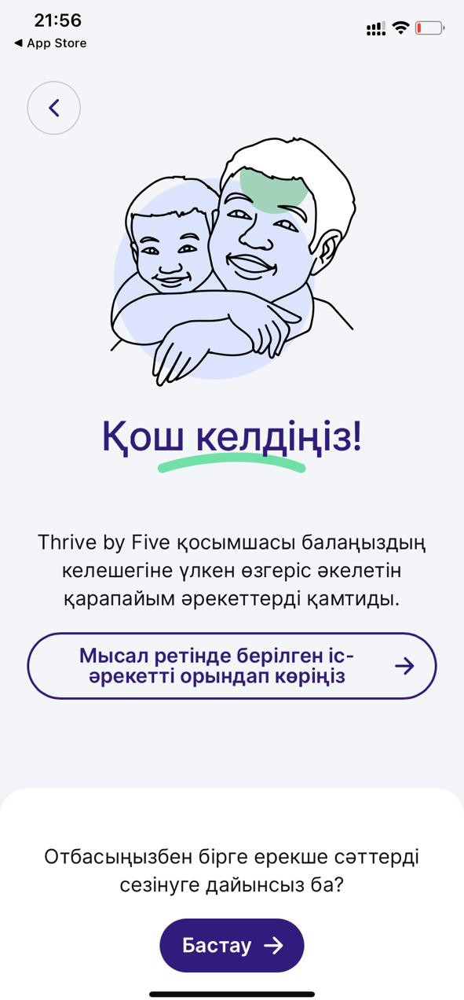 21:56
◀ App Store
Қош келдіңіз!
Thrive by Five қосымшасы балаңыздың
келешегіне үлкен өзгеріс әкелетін
қарапайым әрекеттерді қамтиды.
Мысал ретінде берілген іс-
әрекетті орындап көріңіз
Отбасыңызбен бірге ерекше сәттерді
сезінуге дайынсыз ба?
Бастау